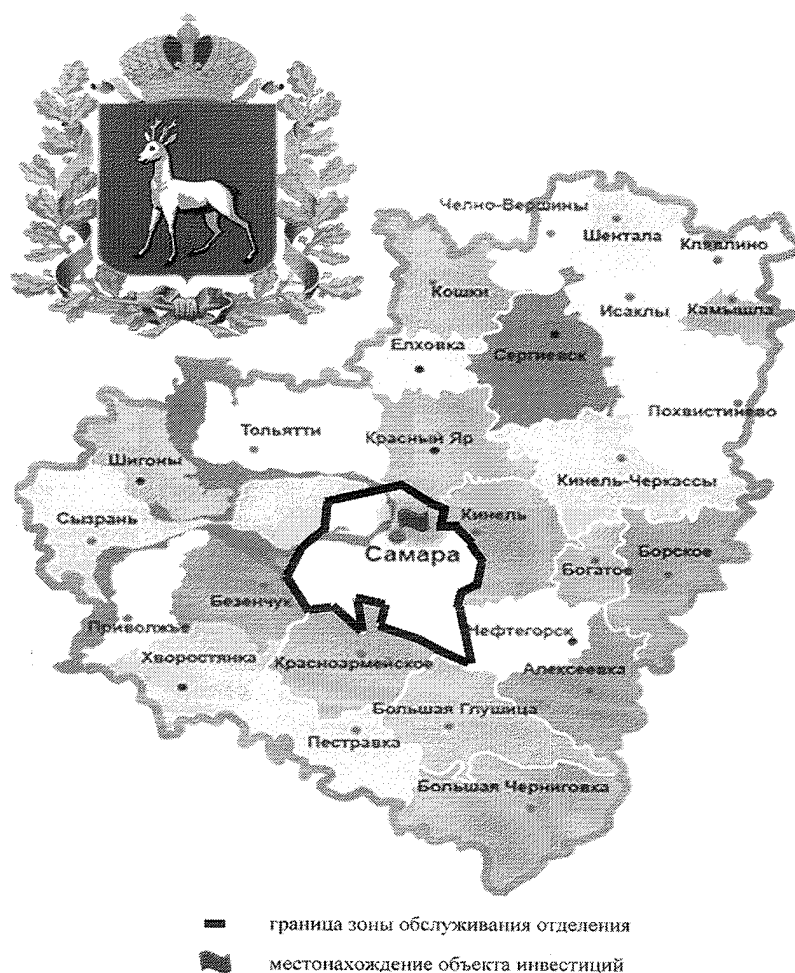 Челно-Вершины
Шентала
Клявлино
Кошки
Исаклы
Камышла
Елховка
Сергиевск
Похвистнево
Тольятти
Красный Яр
Шигоны
Кинель-Черкассы
Сызрань
Кинель
Самара
Борское
Богатое
Безенчук
Приволжье
Нефтегорск
Хворостянка
Красноармейское
Алексеевка
Большая Глушица
Пестравка
Большая Черниговка
граница зоны обслуживания отделения
местонахождение объекта инвестиций